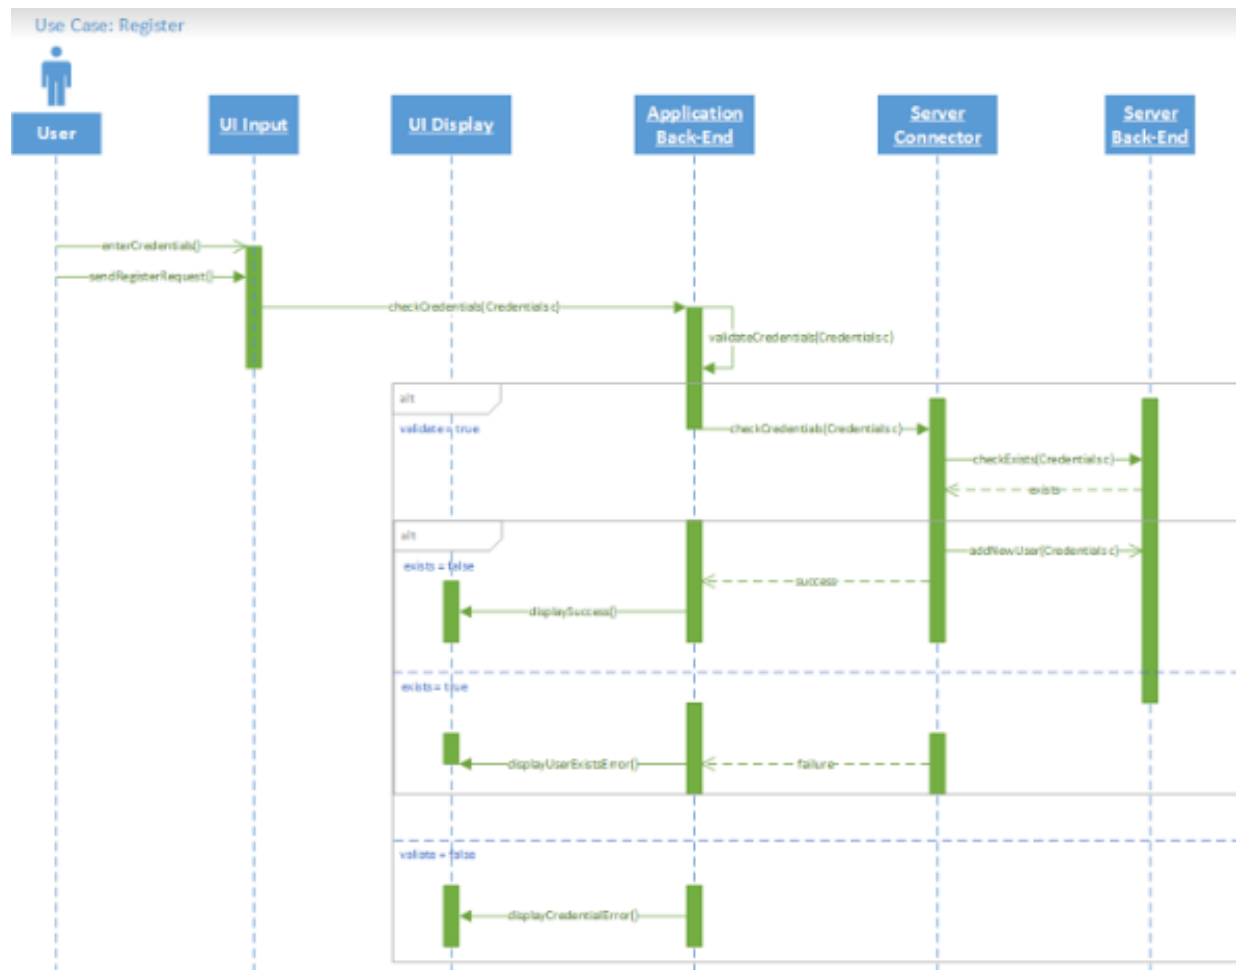 Use Case: Register
User
UI Input
UI Display
Application
Back-End
Server
Connector
Server
Back-End
enterCredentials()
sendRegisterRequest()
checkCredentials(Credentials c)
validateCredentials(Credentials c)
alt
validate = true
checkCredentials(Credentials c)
checkExists(Credentials c)
exists
alt
addNewUser(Credentials c)
exists = false
success
displaySuccess()
exists = true
displayUserExistsError()
failure
= false
displayCredentialError()